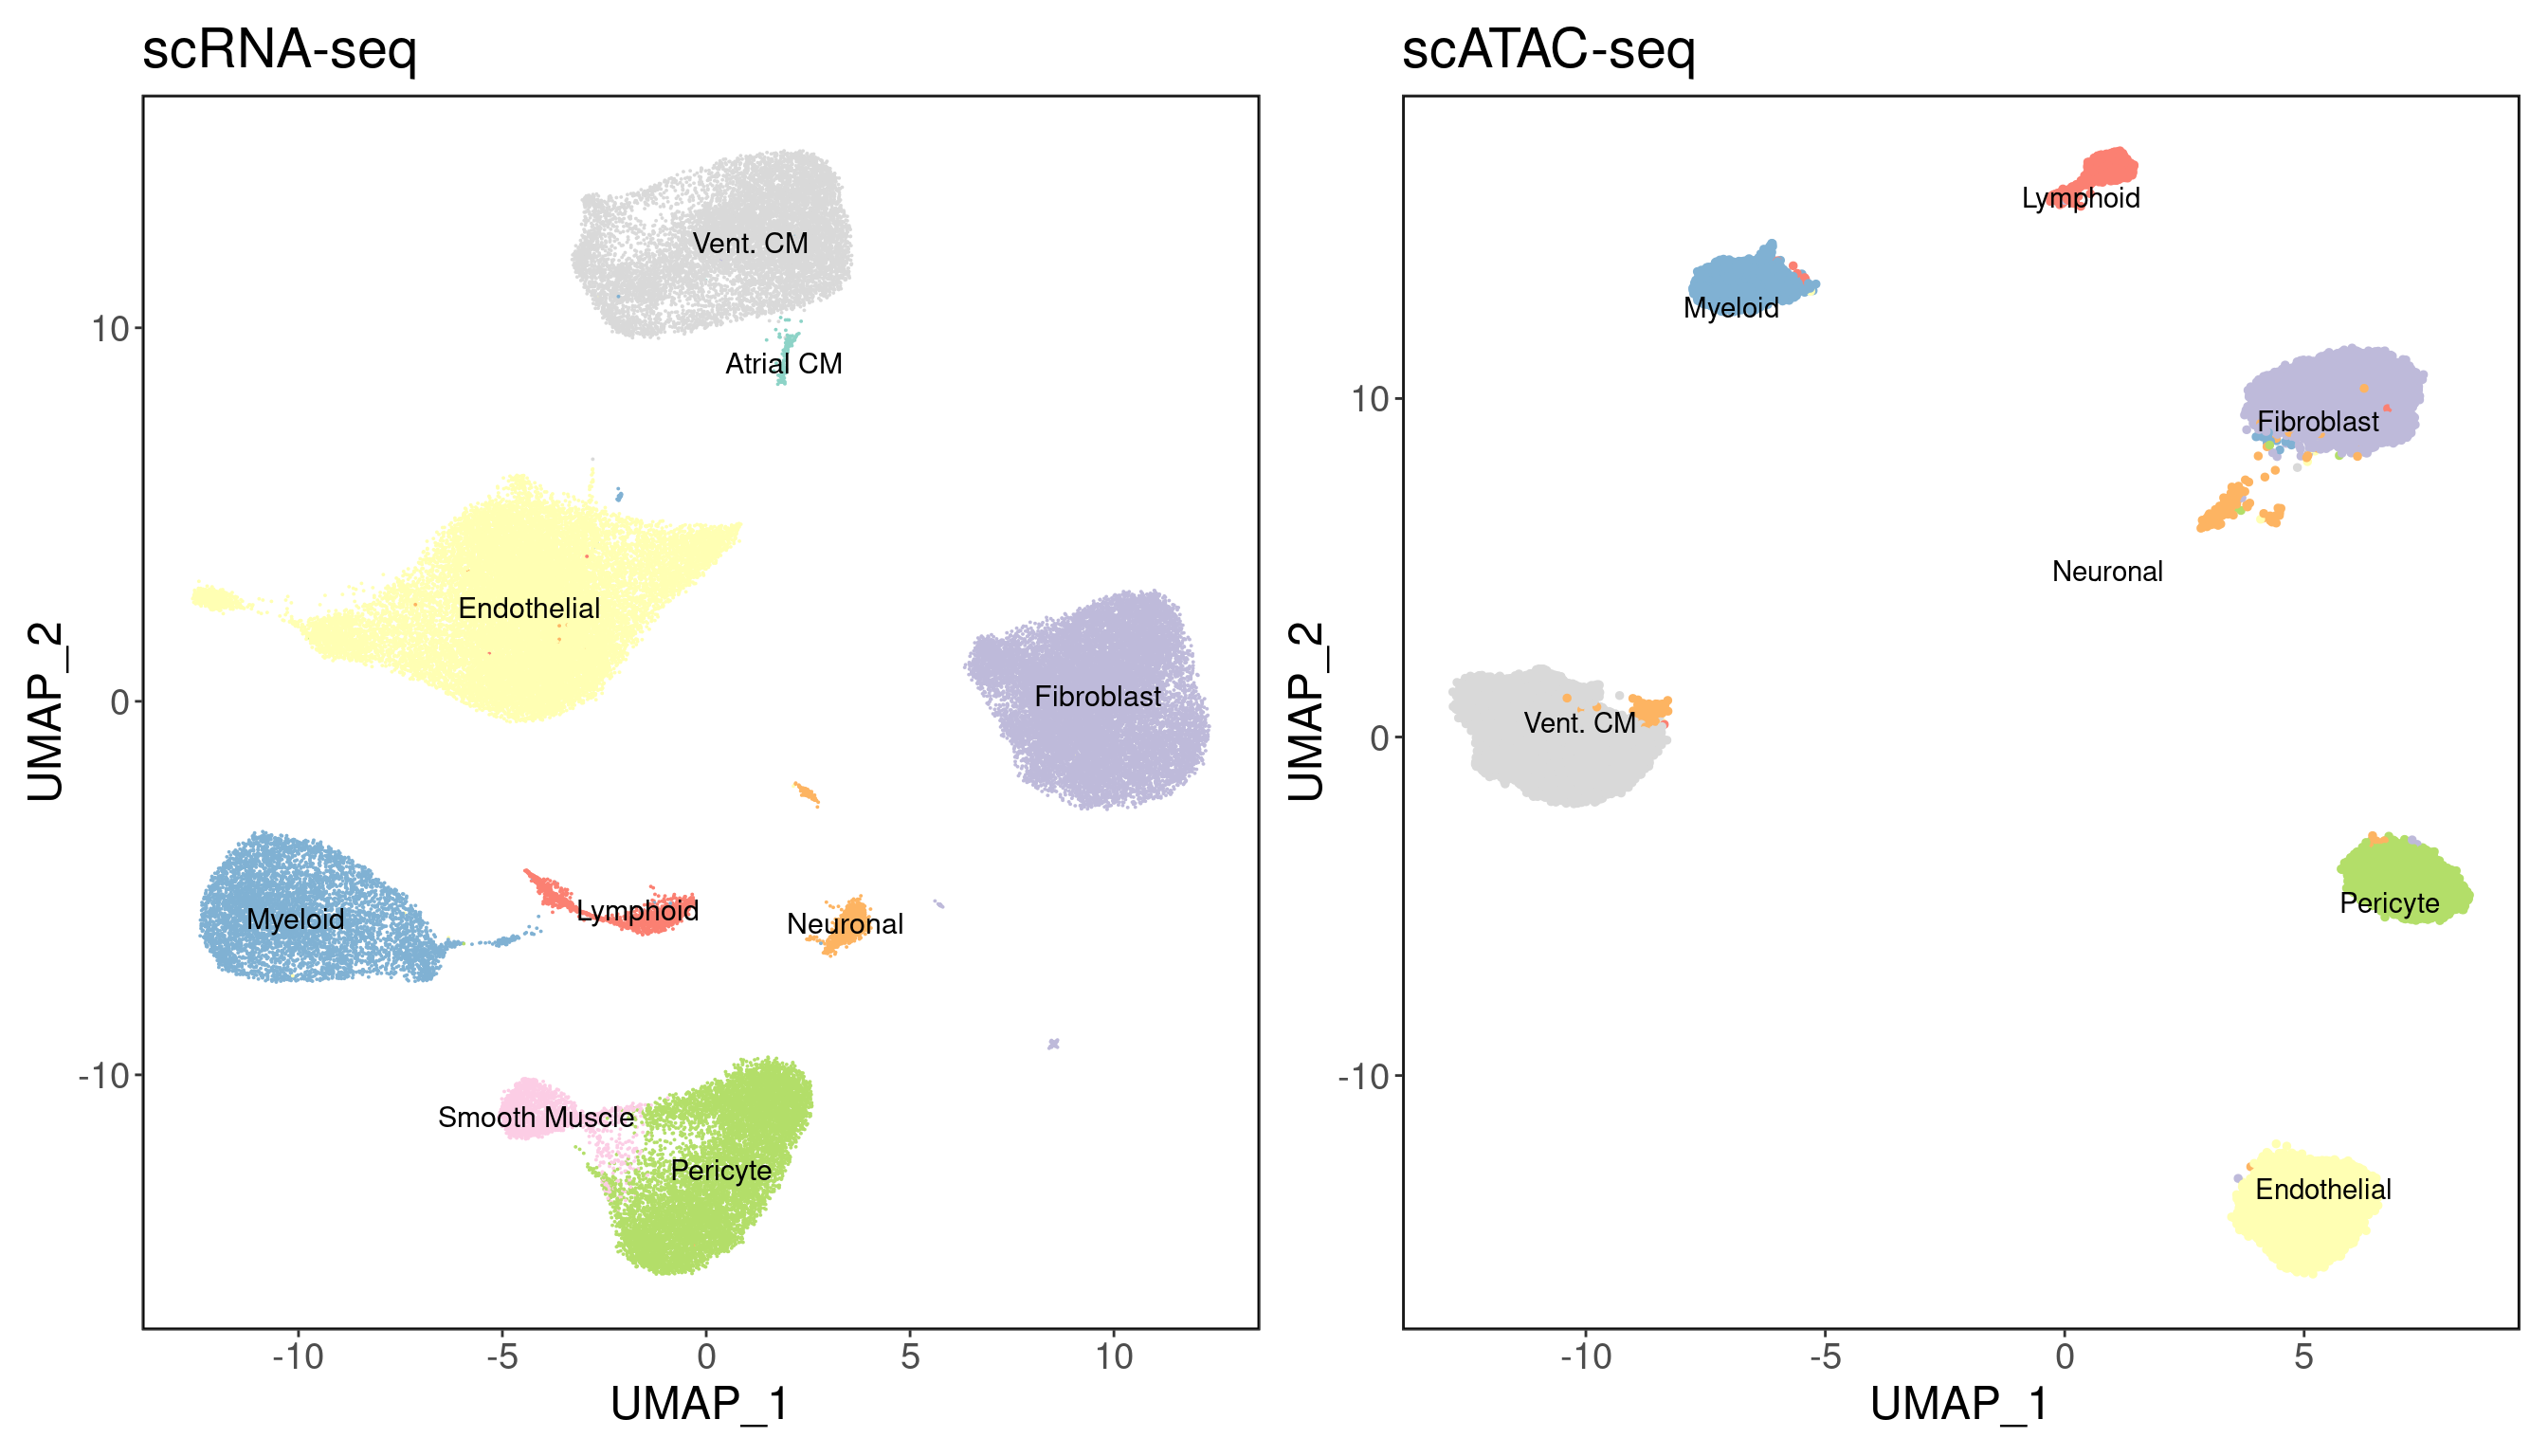 scRNA-seq
Vent. CM
Atrial CM
Endothelial
Fibroblast
Myeloid
Lymphoid
Neuronal
Smooth Muscle
Pericyte
10
0
-10
UMAP_2
-10
-5
0
5
10
UMAP_1
scATAC-seq
Lymphoid
Myeloid
Fibroblast
Neuronal
Vent. CM
Pericyte
Endothelial
10
0
-10
UMAP_2
-10
-5
0
5
UMAP_1